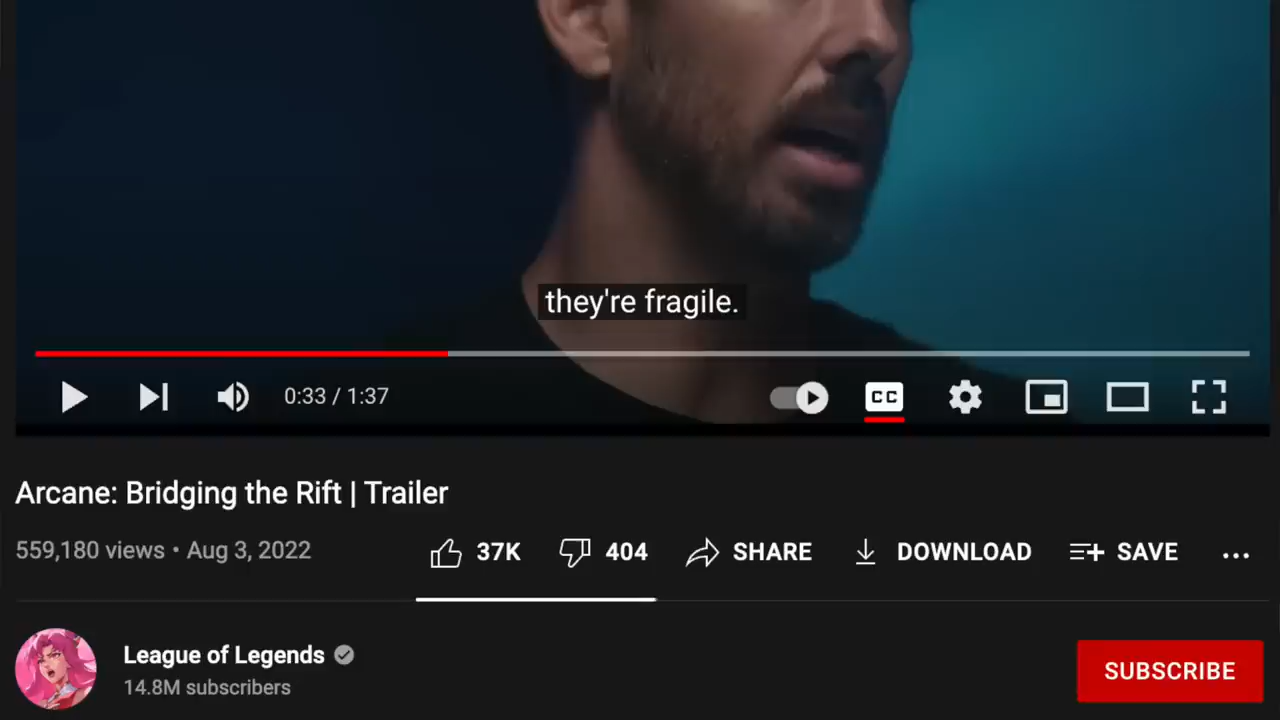 they're fragile.
0:33 / 1:37
CC
Arcane: Bridging the Rift | Trailer
559,180 views • Aug 3, 2022
37K
404
SHARE
DOWNLOAD
SAVE
...
League of Legends
14.8M subscribers
SUBSCRIBE